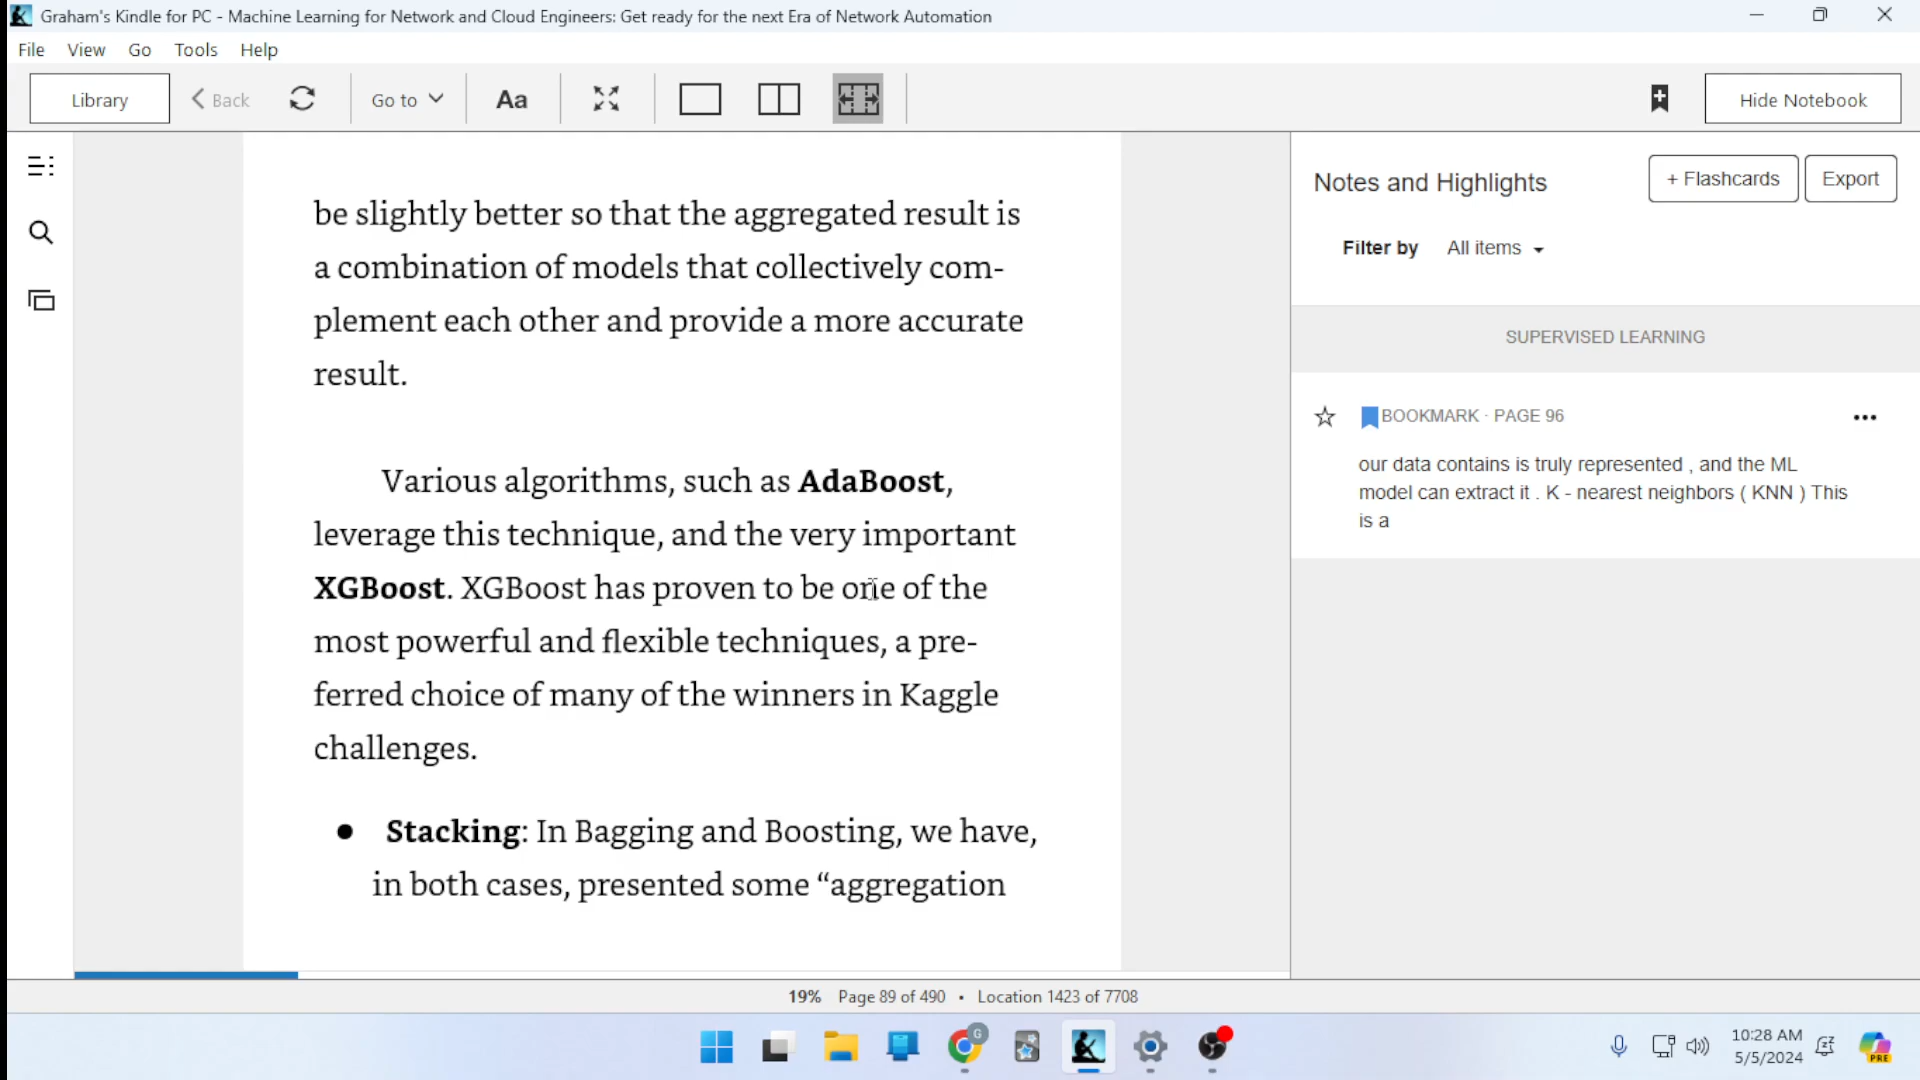 Graham's Kindle for PC - Machine Learning for Network and Cloud Engineers: Get ready for the next Era of Network Automation
File View Go Tools Help
Library Back Go to Aa Hide Notebook
be slightly better so that the aggregated result is
a combination of models that collectively com-
plement each other and provide a more accurate
result.
Various algorithms, such as AdaBoost,
leverage this technique, and the very important
XGBoost. XGBoost has proven to be one of the
most powerful and flexible techniques, a pre-
ferred choice of many of the winners in Kaggle
challenges.
• Stacking: In Bagging and Boosting, we have,
in both cases, presented some “aggregation
Notes and Highlights
+ Flashcards Export
Filter by All items
SUPERVISED LEARNING
BOOKMARK · PAGE 96
our data contains is truly represented , and the ML
model can extract it . K - nearest neighbors ( KNN ) This
is a
19% Page 89 of 490 • Location 1423 of 7708
G
10:28 AM
5/5/2024
PRE